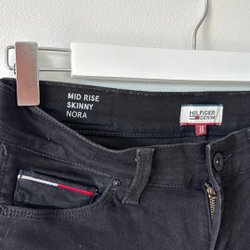 MID RISE
SKINNY
NORA
HILFIGER
DENIM